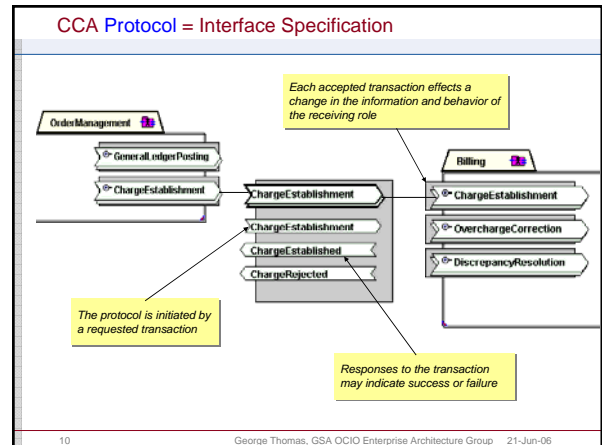 CCA Protocol = Interface Specification
Each accepted transaction effects a
change in the information and behavior of
the receiving role
OrderManagement
GeneralLedgerPosting
ChargeEstablishment
ChargeEstablishment
ChargeEstablishment
ChargeEstablished
ChargeRejected
Billing
ChargeEstablishment
OverchargeCorrection
DiscrepancyResolution
The protocol is initiated by
a requested transaction
Responses to the transaction
may indicate success or failure
10
George Thomas, GSA OCIO Enterprise Architecture Group 21-Jun-06